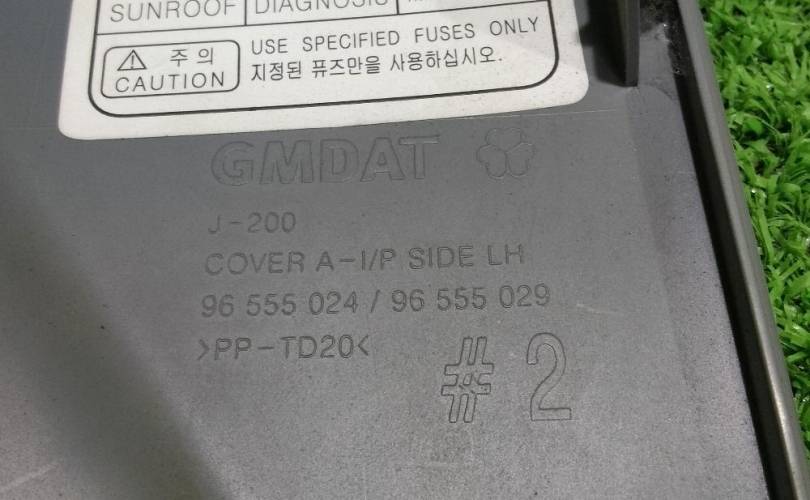 SUNROOF DIAGNOSIS
⚠ 주의 USE SPECIFIED FUSES ONLY
CAUTION 지정된 퓨즈만을 사용하십시오.
GMDAT
J-200
COVER A-I/P SIDE LH
96 555 024 / 96 555 029
>PP-TD20<
# 2